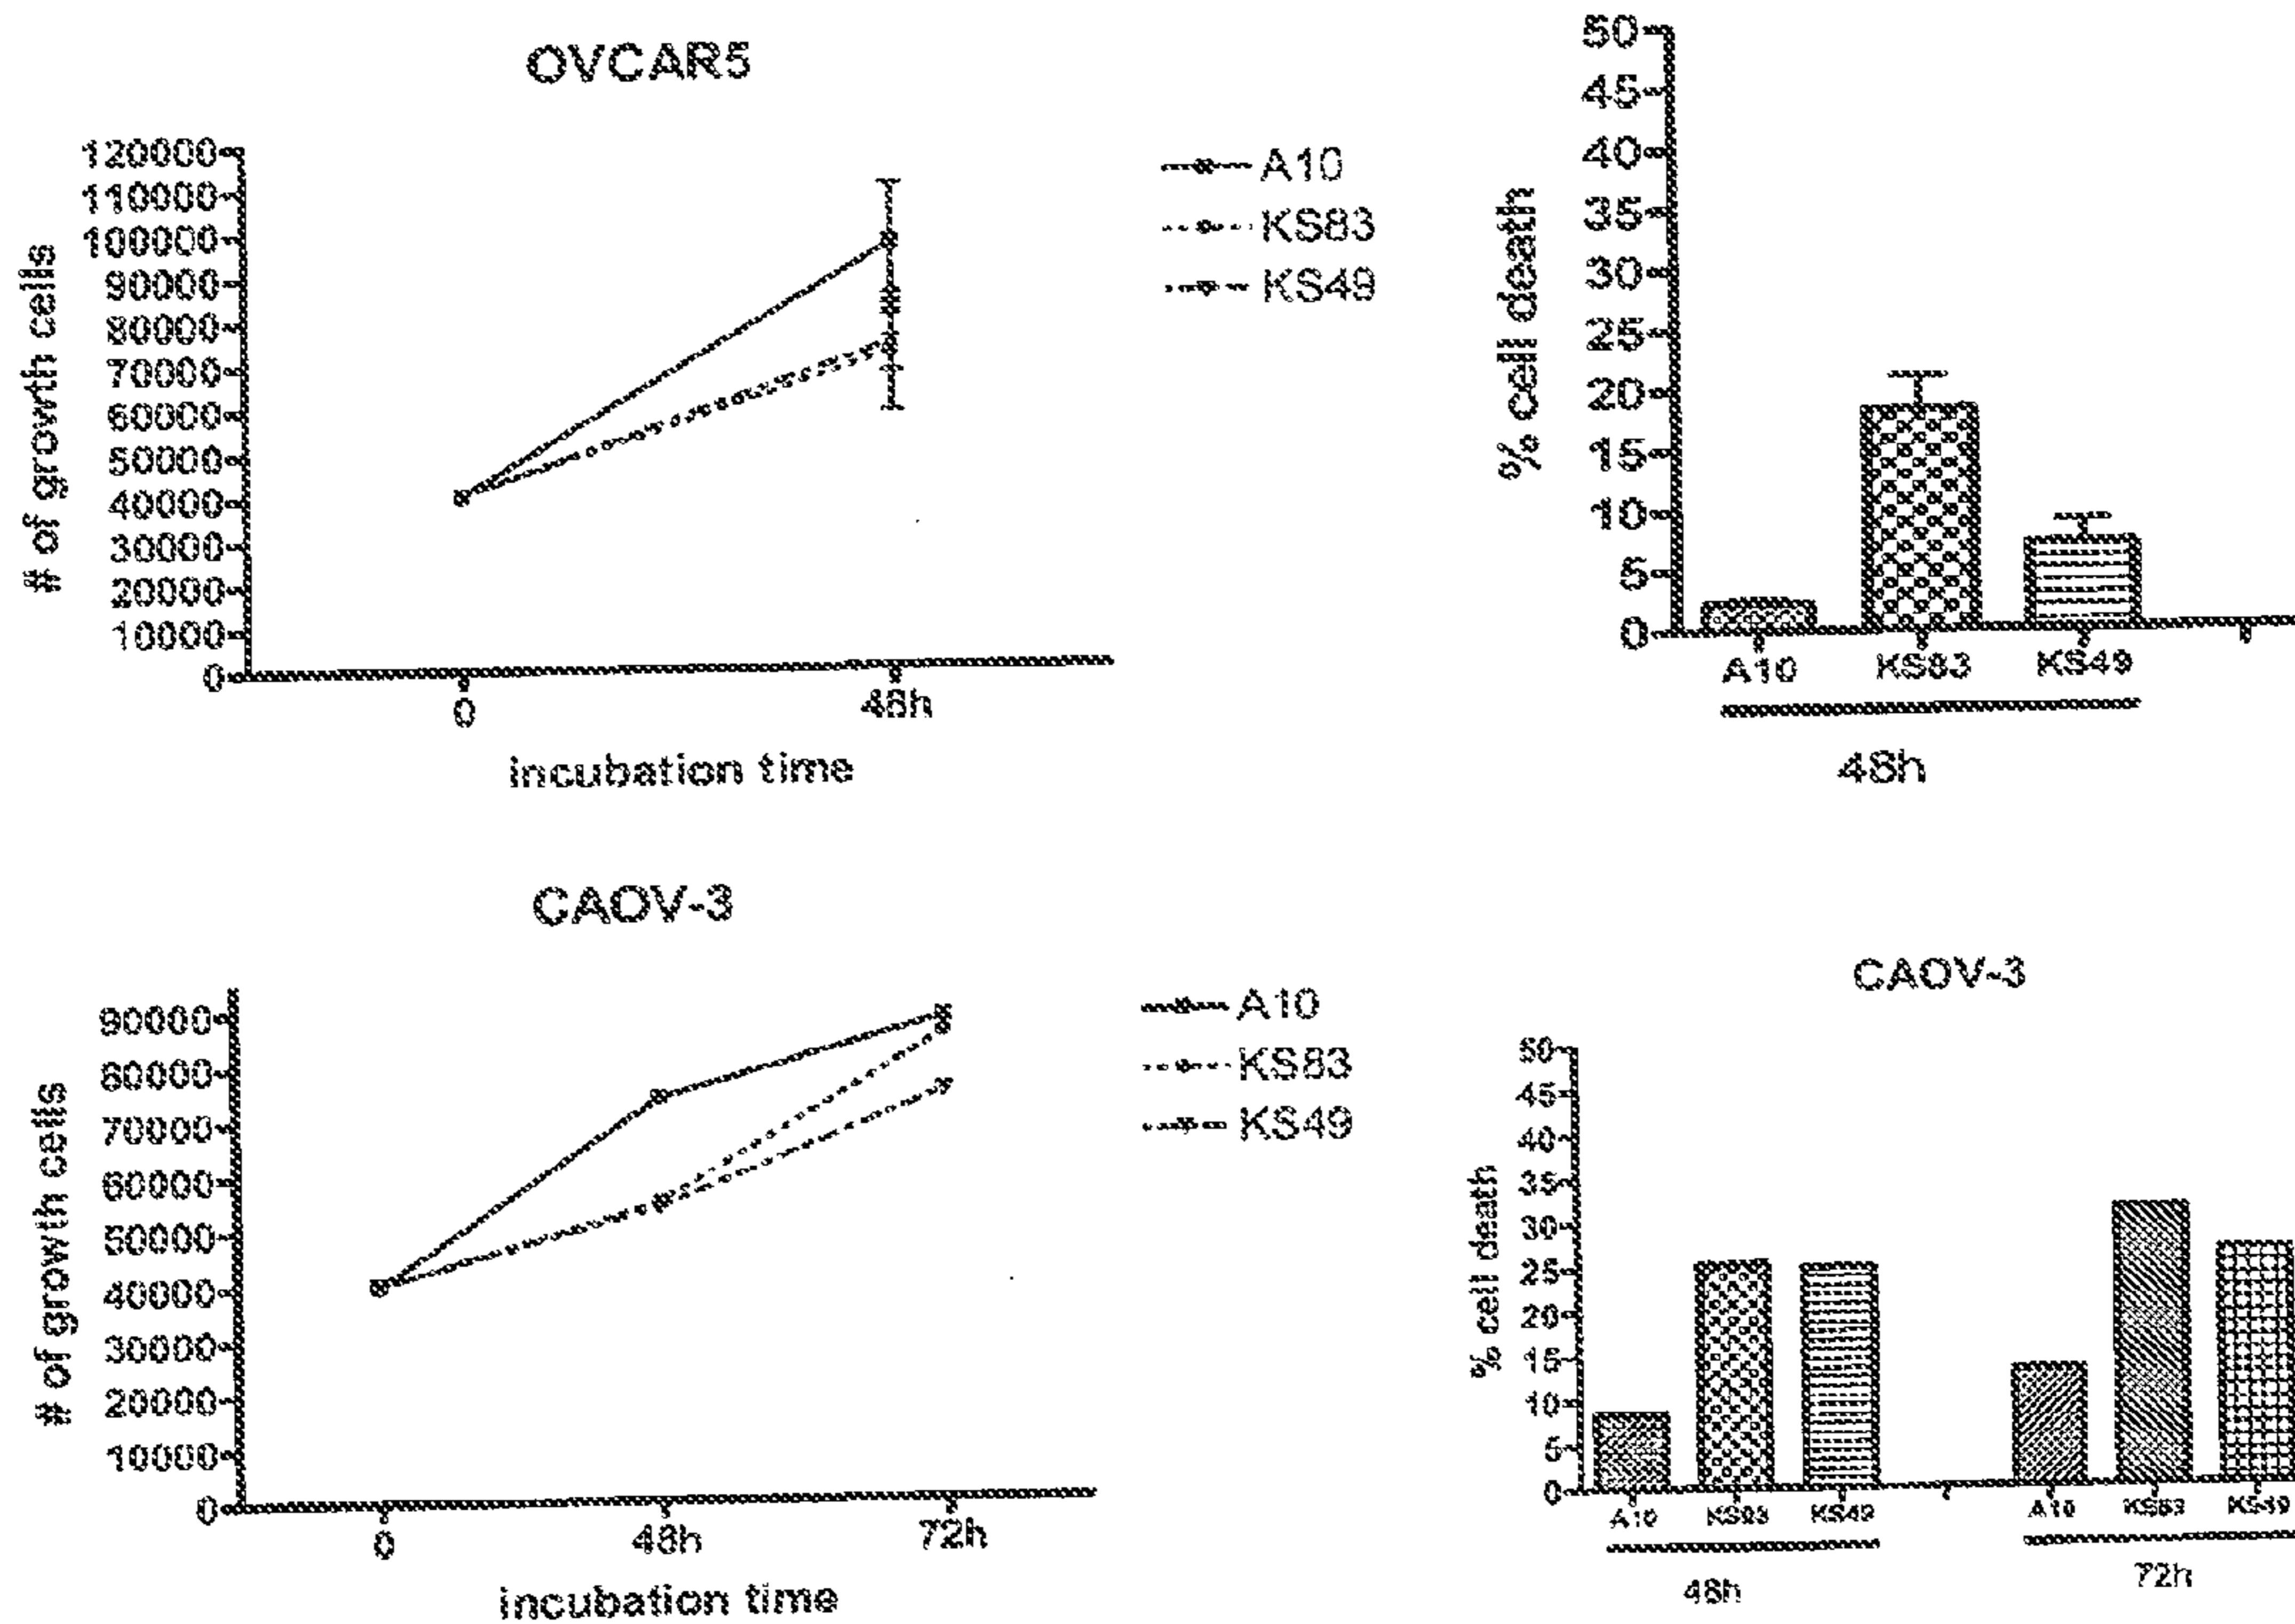 OVCAR5
120000
110000
100000
90000
80000
70000
60000
50000
40000
30000
20000
10000
0
# of growth cells
0
48h
incubation time
A10
KS83
KS49
50
45
40
35
30
25
20
15
10
5
0
% cell death
A10
KS83
KS49
48h
CAOV-3
90000
80000
70000
60000
50000
40000
30000
20000
10000
0
# of growth cells
0
48h
72h
incubation time
A10
KS83
KS49
CAOV-3
50
45
40
35
30
25
20
15
10
5
0
% cell death
A10
KS83
KS49
A10
KS83
KS49
48h
72h